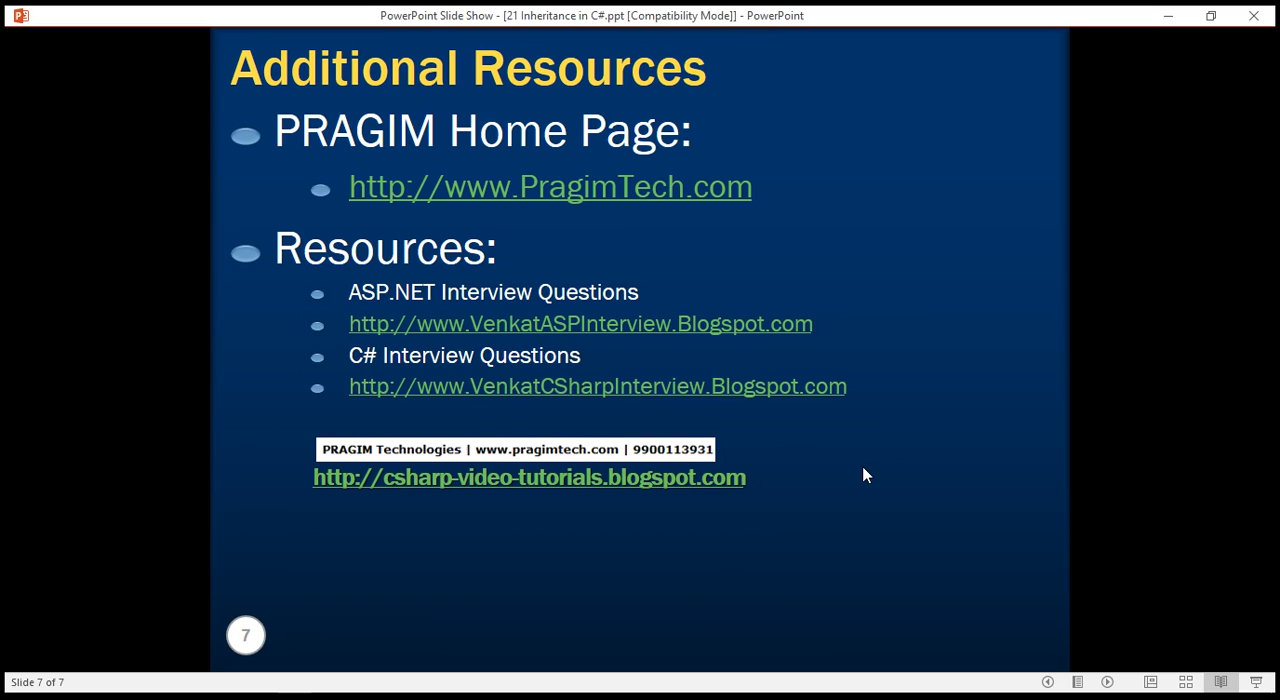 PowerPoint Slide Show - [21 Inheritance in C#.ppt [Compatibility Mode]] - PowerPoint
Additional Resources
PRAGIM Home Page:
http://www.PragimTech.com
Resources:
ASP.NET Interview Questions
http://www.VenkatASPInterview.Blogspot.com
C# Interview Questions
http://www.VenkatCSharpInterview.Blogspot.com
PRAGIM Technologies | www.pragimtech.com | 9900113931
http://csharp-video-tutorials.blogspot.com
7
Slide 7 of 7